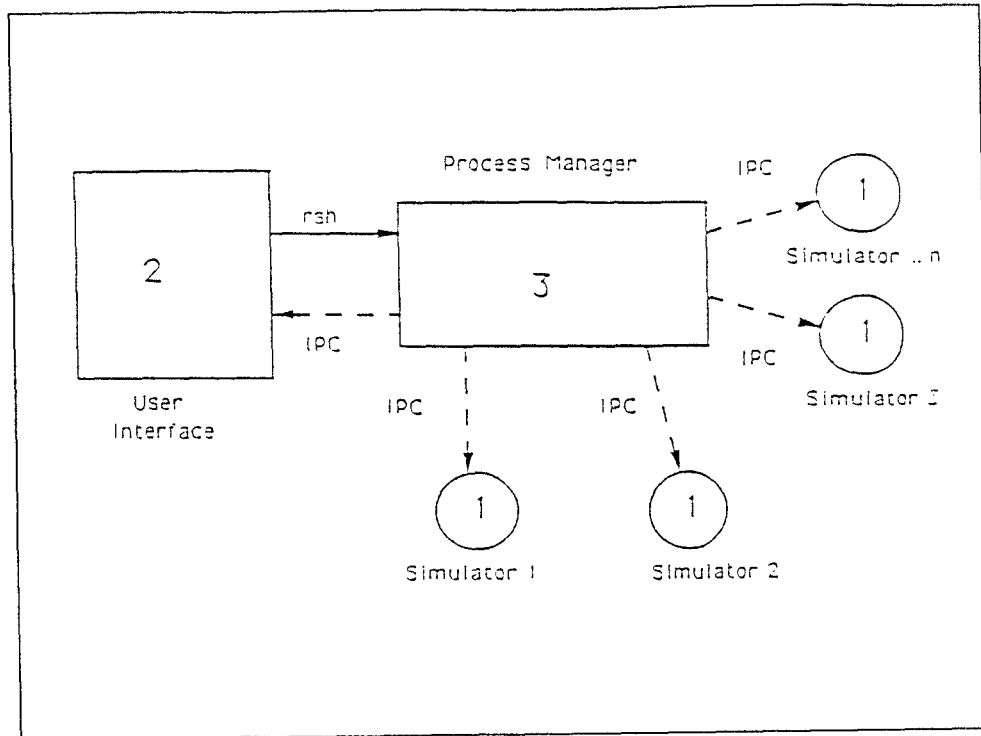 Process Manager
IPC
1
rsh
Simulator .. n
2
3
1
IPC
IPC
Simulator 3
User
Interface
IPC
IPC
1
1
Simulator 1
Simulator 2